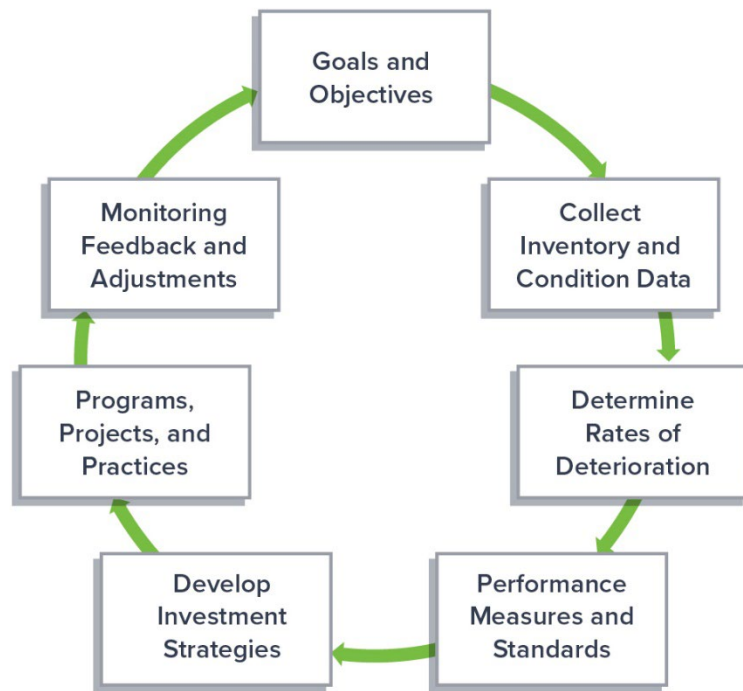 Goals and
Objectives
Collect
Inventory and
Condition Data
Determine
Rates of
Deterioration
Performance
Measures and
Standards
Develop
Investment
Strategies
Programs,
Projects, and
Practices
Monitoring
Feedback and
Adjustments